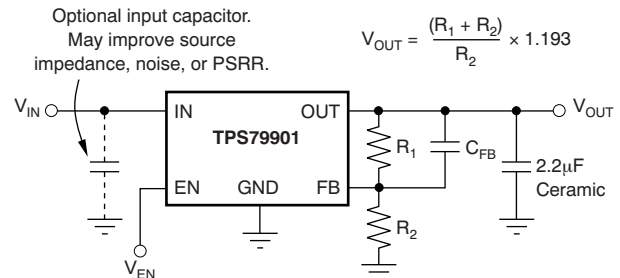 Optional input capacitor.
May improve source
impedance, noise, or PSRR.
V_OUT = (R_1 + R_2) / R_2 × 1.193
V_IN
IN
OUT
V_OUT
TPS79901
R_1
C_FB
2.2μF
Ceramic
EN
GND
FB
R_2
V_EN